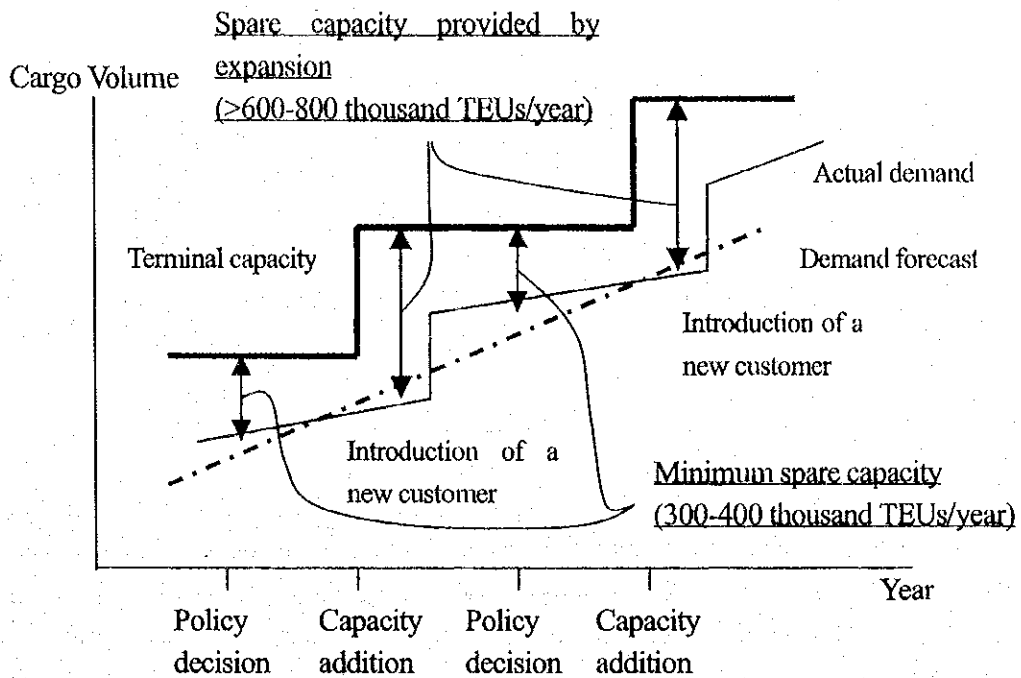 Spare capacity provided by
expansion
(>600-800 thousand TEUs/year)
Cargo Volume
Actual demand
Terminal capacity
Demand forecast
Introduction of a
new customer
Introduction of a
new customer
Minimum spare capacity
(300-400 thousand TEUs/year)
Year
Policy
decision
Capacity
addition
Policy
decision
Capacity
addition